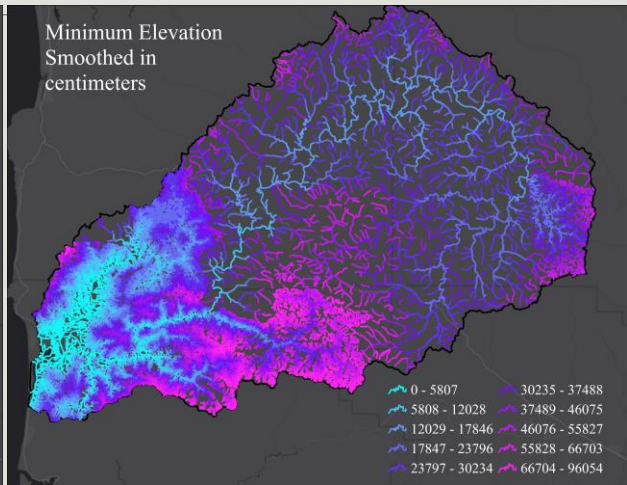 Minimum Elevation
Smoothed in
centimeters
0 - 5807
5808 - 12028
12029 - 17846
17847 - 23796
23797 - 30234
30235 - 37488
37489 - 46075
46076 - 55827
55828 - 66703
66704 - 96054